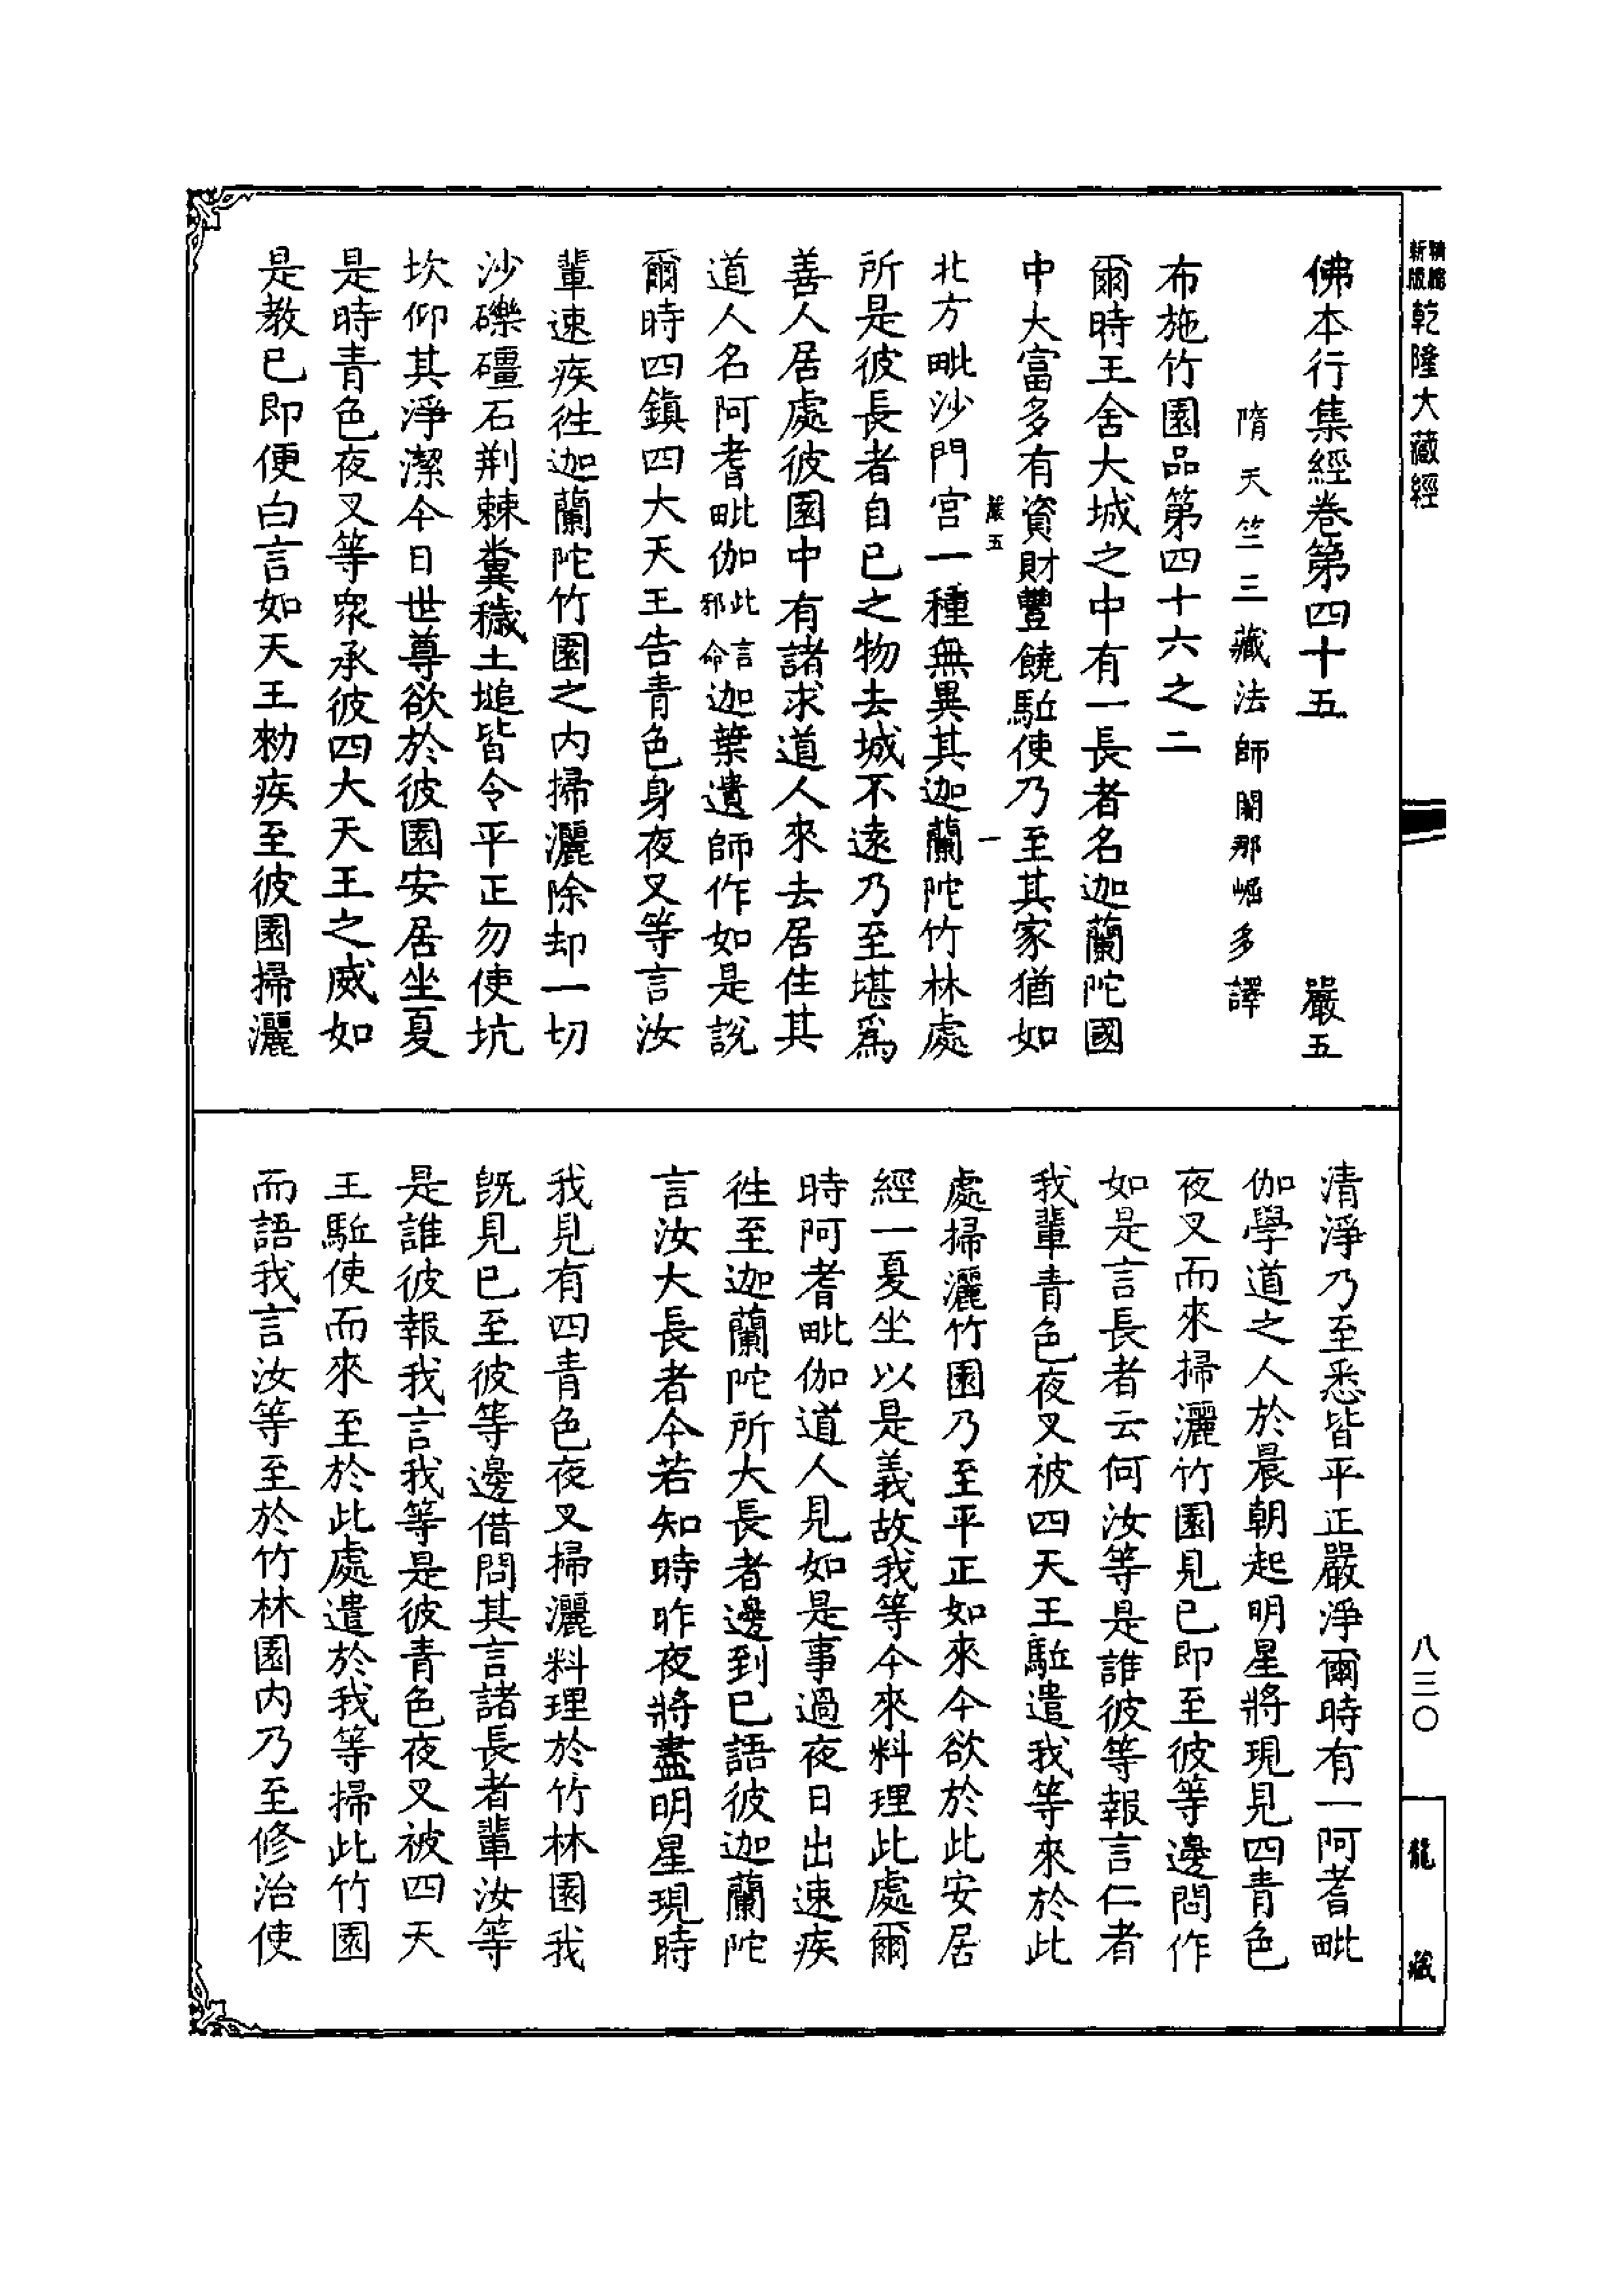 佛本行集經卷第四十五　嚴五
隋天竺三藏法師闍那崛多譯
布施竹園品第四十六之二
爾時王舍大城之中有一長者名迦蘭陀國
中大富多有資財豐饒駈使乃至其家猶如
嚴五　一
北方毗沙門宮一種無異其迦蘭陀竹林處
所是彼長者自己之物去城不遠乃至堪爲
善人居處彼園中有諸求道人來去居住其
道人名阿耆毗伽此言邪命迦葉遺師作如是說
爾時四鎮四大天王告青色身夜叉等言汝
輩速疾徃迦蘭陀竹園之內掃灑除却一切
沙礫礓石荆棘糞穢土塠皆令平正勿使坑
坎仰其淨潔今日世尊欲於彼園安居坐夏
是時青色夜叉等衆承彼四大天王之威如
是教已即便白言如天王勑疾至彼園掃灑
清淨乃至悉皆平正嚴淨爾時有一阿耆毗
伽學道之人於晨朝起明星將現見四青色
夜叉而來掃灑竹園見已即至彼等邊問作
如是言長者云何汝等是誰彼等報言仁者
我輩青色夜叉被四天王駈遣我等來於此
處掃灑竹園乃至平正如來今欲於此安居
經一夏坐以是義故我等今來料理此處爾
時阿耆毗伽道人見如是事過夜日出速疾
徃至迦蘭陀所大長者邊到已語彼迦蘭陀
言汝大長者今若知時昨夜將盡明星現時
我見有四青色夜叉掃灑料理於竹林園我
旣見已至彼等邊借問其言諸長者輩汝等
是誰彼報我言我等是彼青色夜叉被四天
王駈使而來至於此處遣於我等掃此竹園
而語我言汝等至於竹林園內乃至修治使
新版
乾隆大藏經
八三〇
龍藏